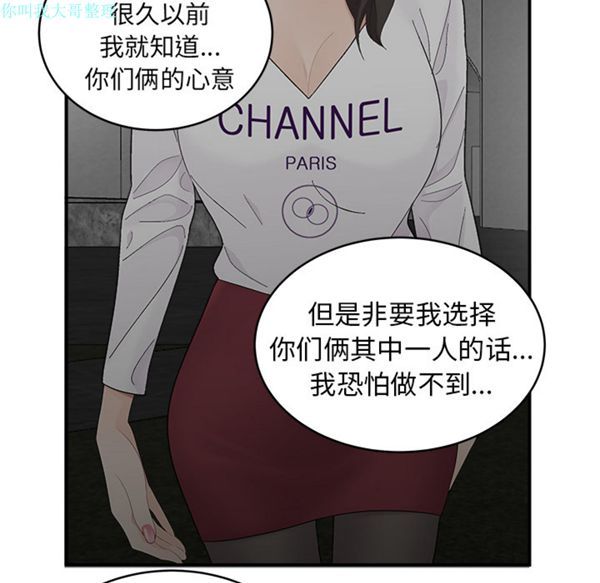 你叫我大哥整理
很久以前
我就知道...
你们俩的心意
CHANNEL
PARIS
但是非要我选择
你们俩其中一人的话...
我恐怕做不到...